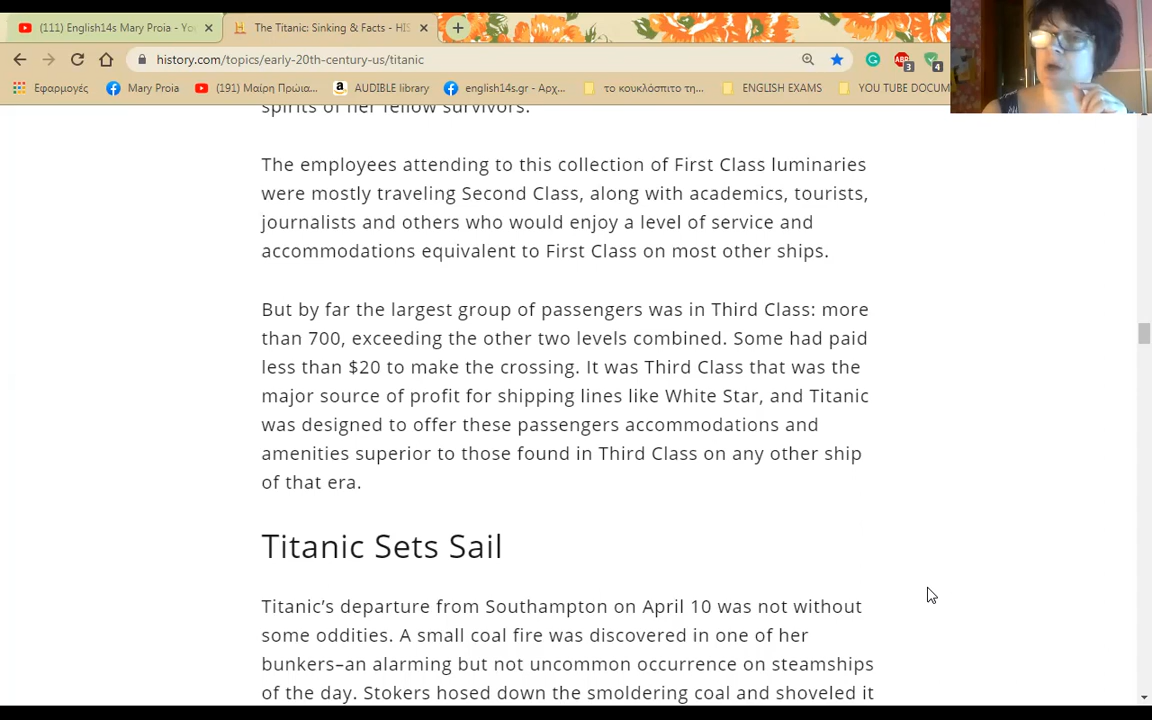 (111) English14s Mary Proia - Yo
The Titanic: Sinking & Facts - HIS
history.com/topics/early-20th-century-us/titanic
ABP
3
4
Εφαρμογές
Mary Proia
(191) Μαίρη Πρώια...
AUDIBLE library
english14s.gr - Αρχ...
το κουκλόσπιτο τη...
ENGLISH EXAMS
YOU TUBE DOCUM
spirits of her fellow survivors.
The employees attending to this collection of First Class luminaries
were mostly traveling Second Class, along with academics, tourists,
journalists and others who would enjoy a level of service and
accommodations equivalent to First Class on most other ships.
But by far the largest group of passengers was in Third Class: more
than 700, exceeding the other two levels combined. Some had paid
less than $20 to make the crossing. It was Third Class that was the
major source of profit for shipping lines like White Star, and Titanic
was designed to offer these passengers accommodations and
amenities superior to those found in Third Class on any other ship
of that era.
Titanic Sets Sail
Titanic’s departure from Southampton on April 10 was not without
some oddities. A small coal fire was discovered in one of her
bunkers–an alarming but not uncommon occurrence on steamships
of the day. Stokers hosed down the smoldering coal and shoveled it